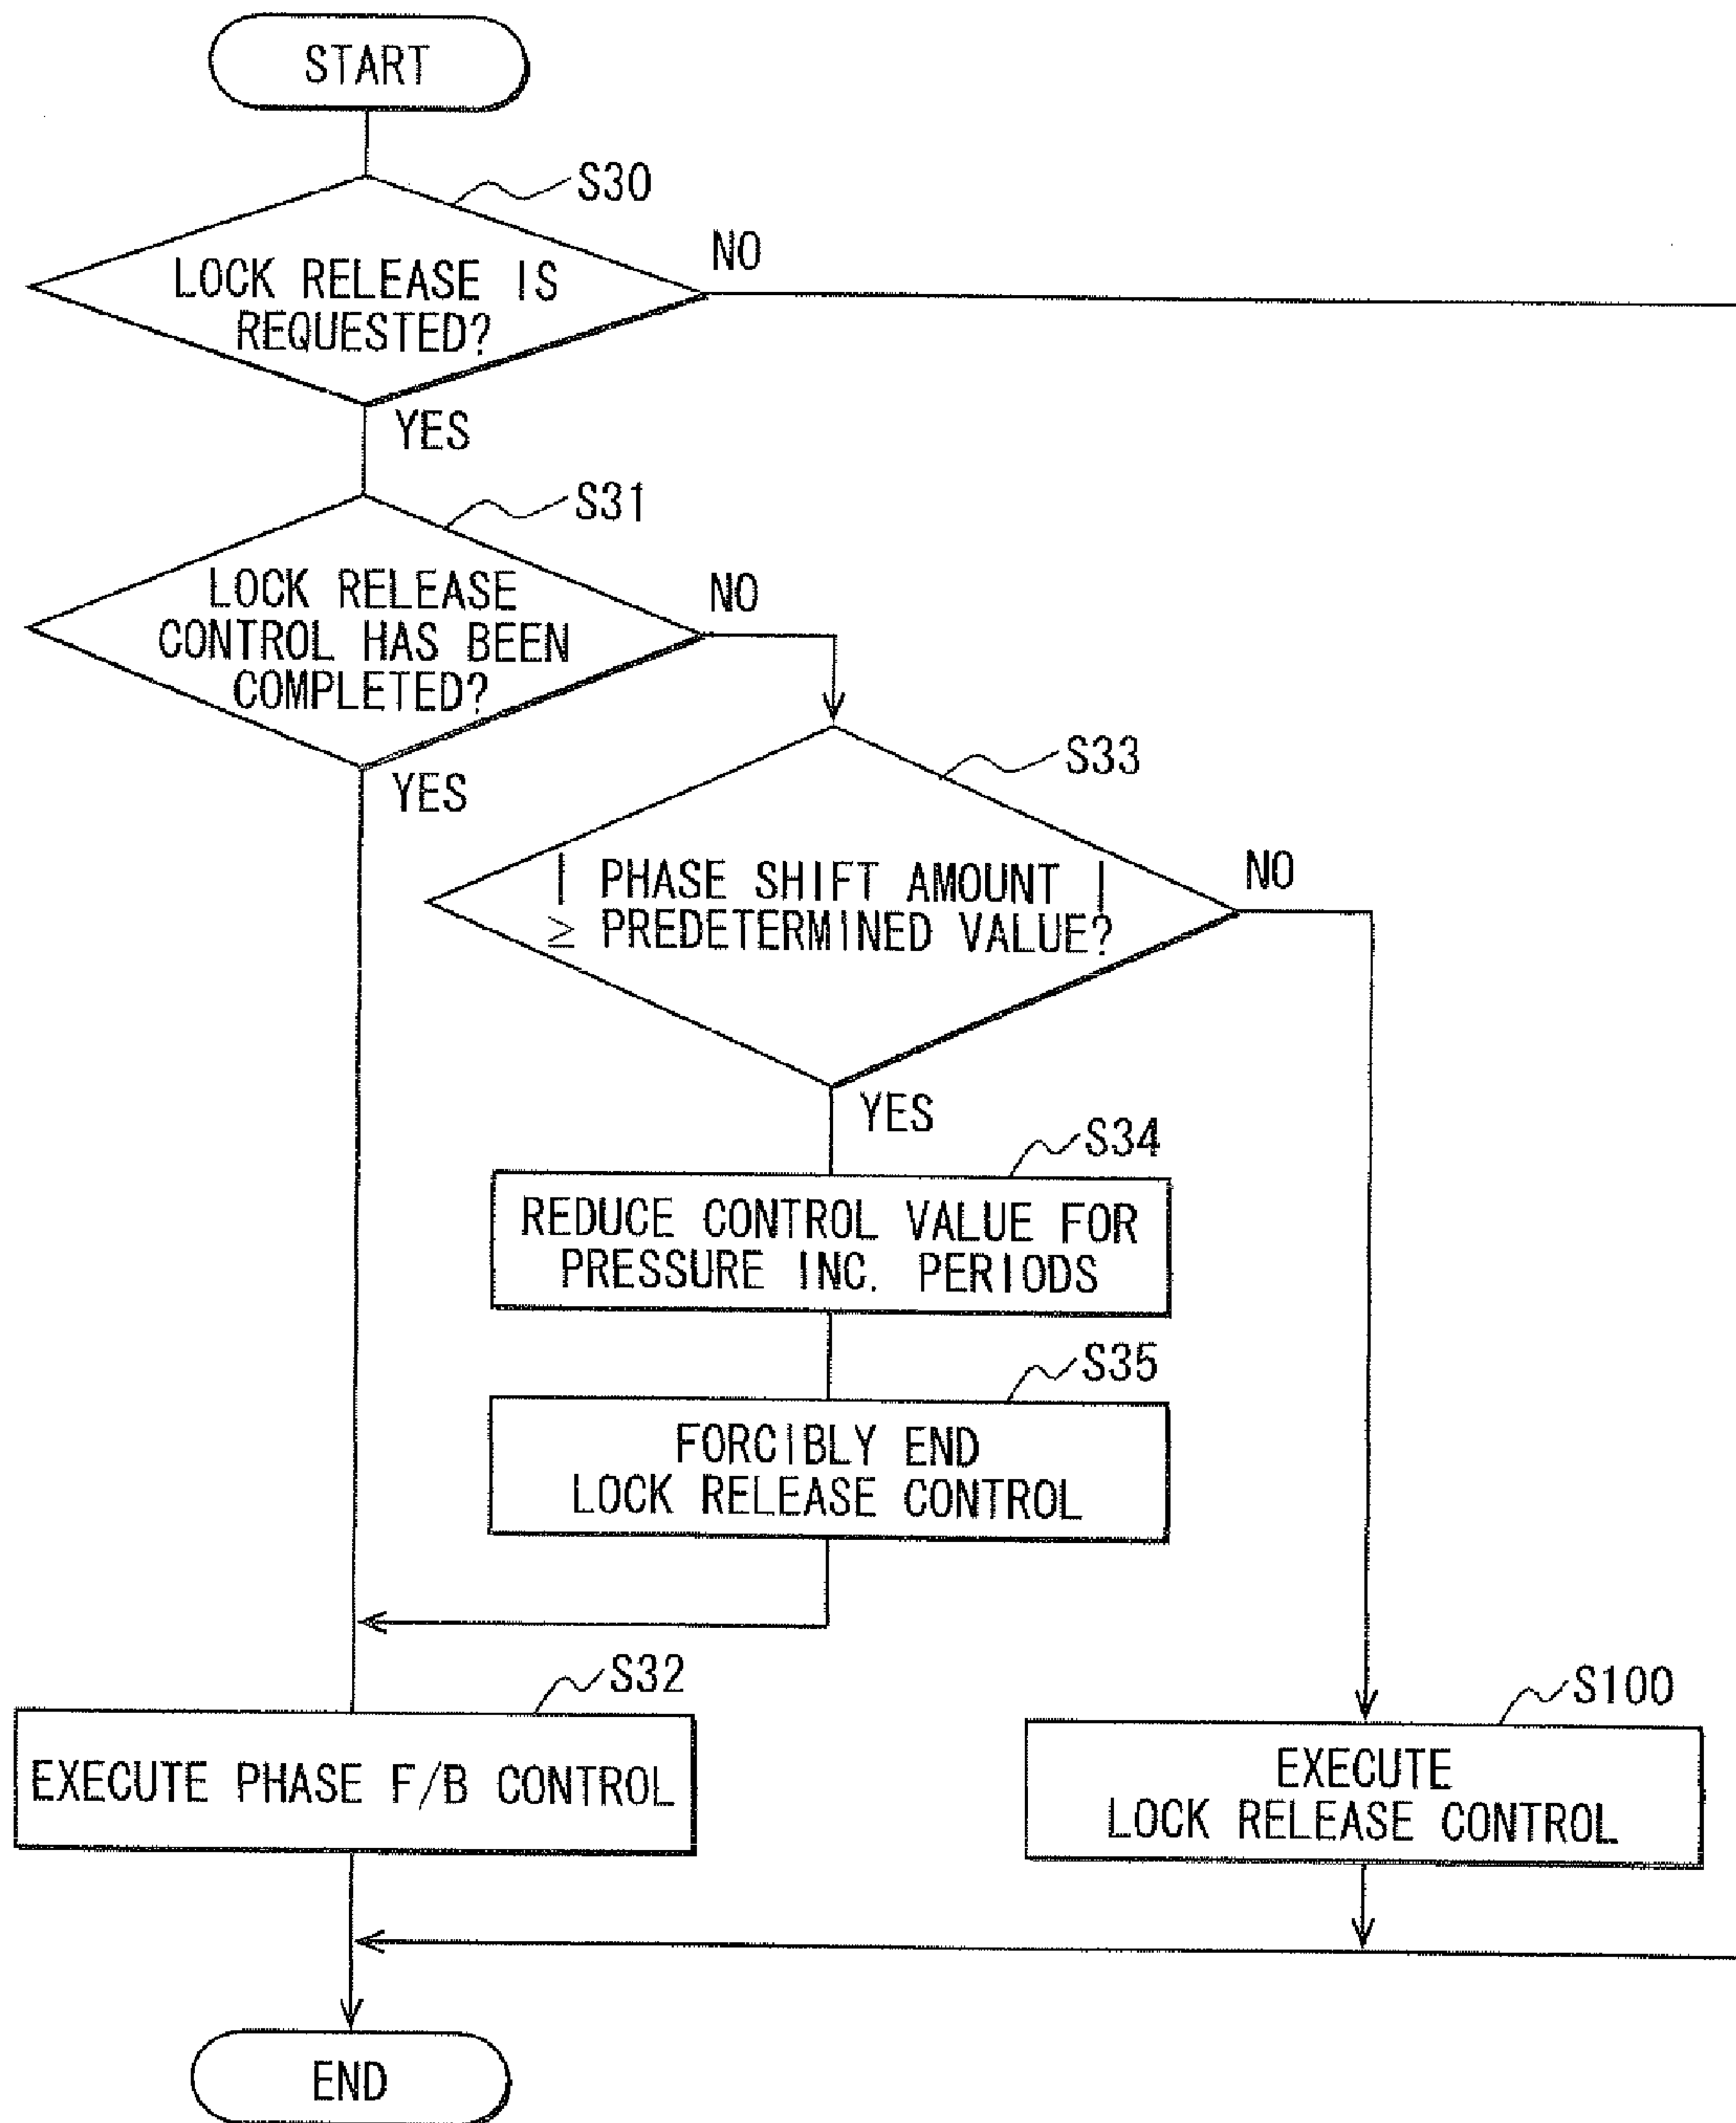 START
S30
LOCK RELEASE IS
REQUESTED?
NO
YES
S31
LOCK RELEASE
CONTROL HAS BEEN
COMPLETED?
NO
YES
S33
| PHASE SHIFT AMOUNT |
≥ PREDETERMINED VALUE?
NO
YES
S34
REDUCE CONTROL VALUE FOR
PRESSURE INC. PERIODS
S35
FORCIBLY END
LOCK RELEASE CONTROL
S32
EXECUTE PHASE F/B CONTROL
S100
EXECUTE
LOCK RELEASE CONTROL
END